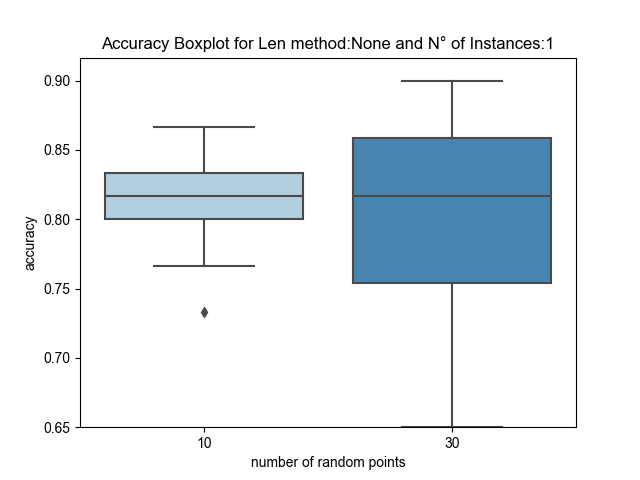 Accuracy Boxplot for Len method:None and N° of Instances:1
accuracy
0.90
0.85
0.80
0.75
0.70
0.65
10 30
number of random points